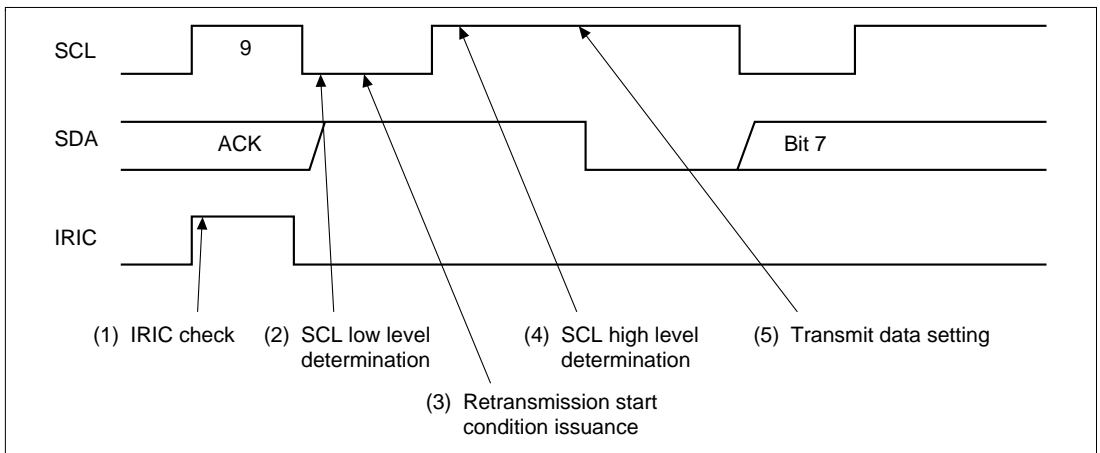 SCL
9
SDA
ACK
Bit 7
IRIC
(1) IRIC check
(2) SCL low level
determination
(4) SCL high level
determination
(5) Transmit data setting
(3) Retransmission start
condition issuance